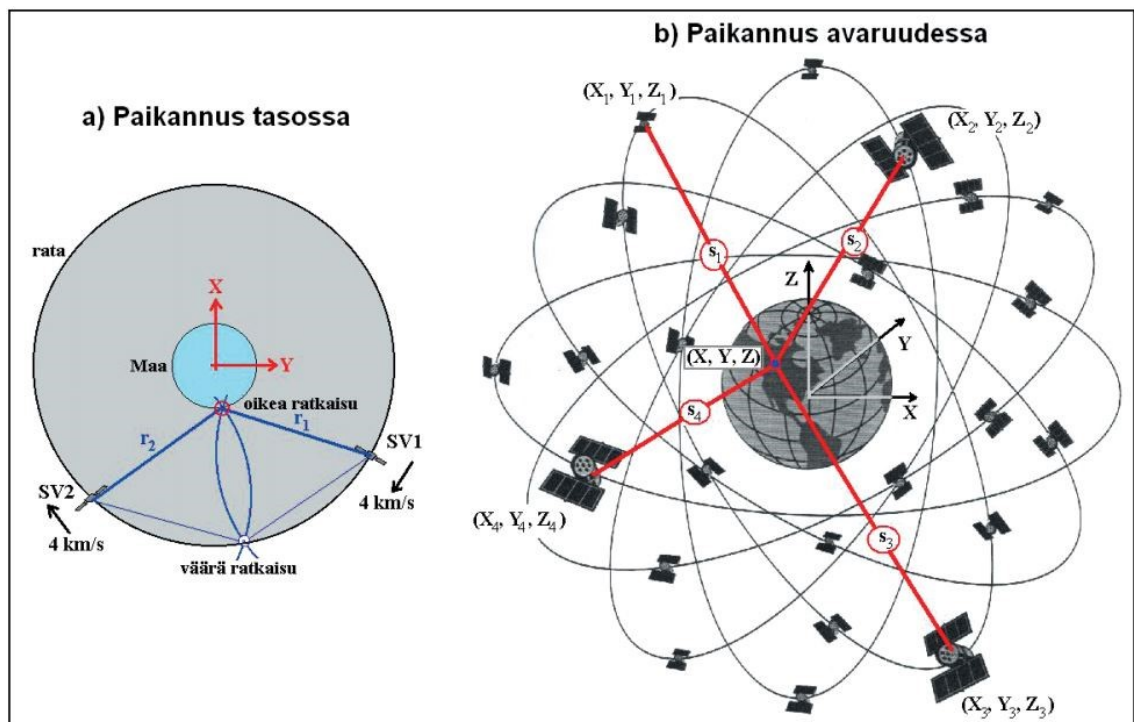 a) Paikannus tasossa
rata
X
Y
Maa
oikea ratkaisu
r₁
r₂
SV1
4 km/s
SV2
4 km/s
väärä ratkaisu
b) Paikannus avaruudessa
(X₁, Y₁, Z₁)
(X₂, Y₂, Z₂)
s₁
s₂
Z
Y
(X, Y, Z)
X
s₄
(X₄, Y₄, Z₄)
s₃
(X₃, Y₃, Z₃)